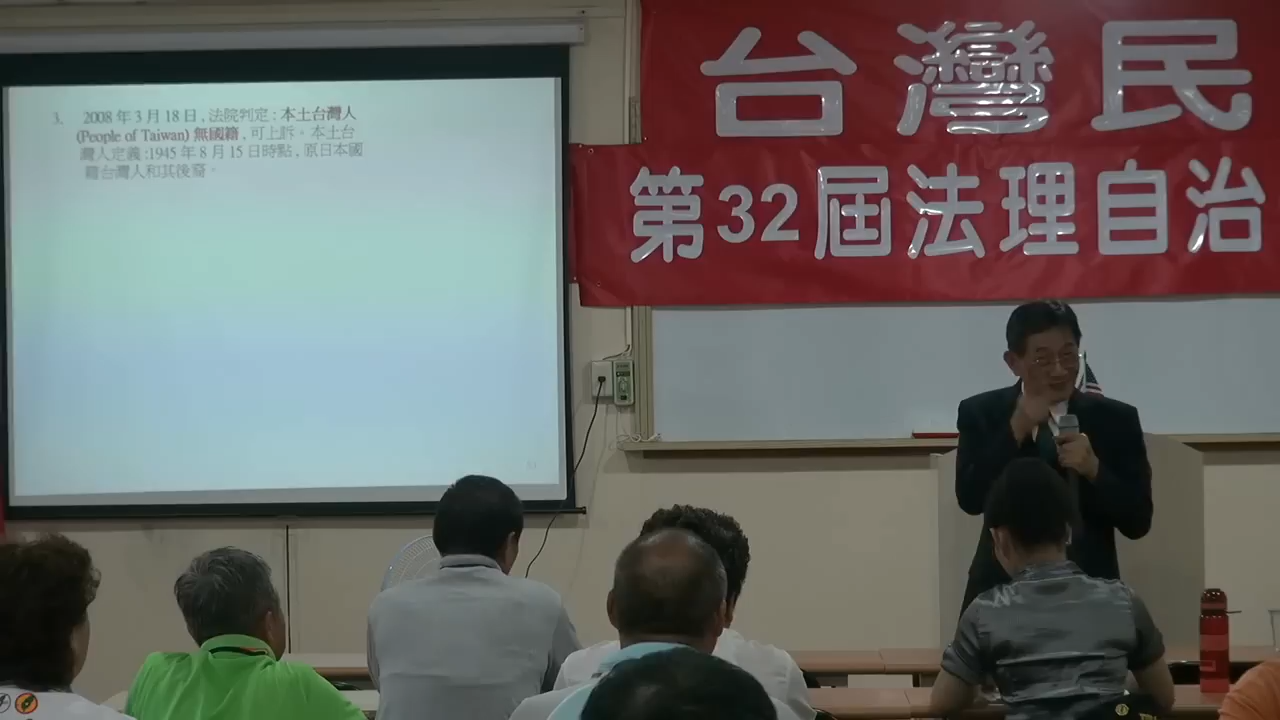 3. 2008 年 3 月 18 日 , 法院判定 : 本土台灣人
(People of Taiwan) 無國籍 , 可上訴。本土台
灣人定義 :1945 年 8 月 15 日時點 , 原日本國
籍台灣人和其後裔。
台灣民
第32屆法理自治